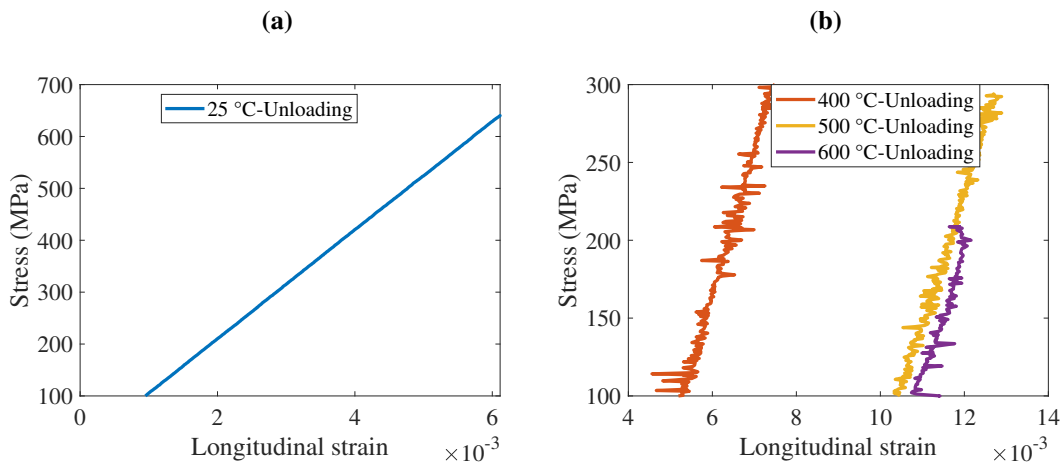 (a)
700
600
500
400
300
200
100
Stress (MPa)
25 °C-Unloading
0
2
4
6
Longitudinal strain
×10⁻³
(b)
300
250
200
150
100
Stress (MPa)
400 °C-Unloading
500 °C-Unloading
600 °C-Unloading
4
6
8
10
12
14
Longitudinal strain
×10⁻³